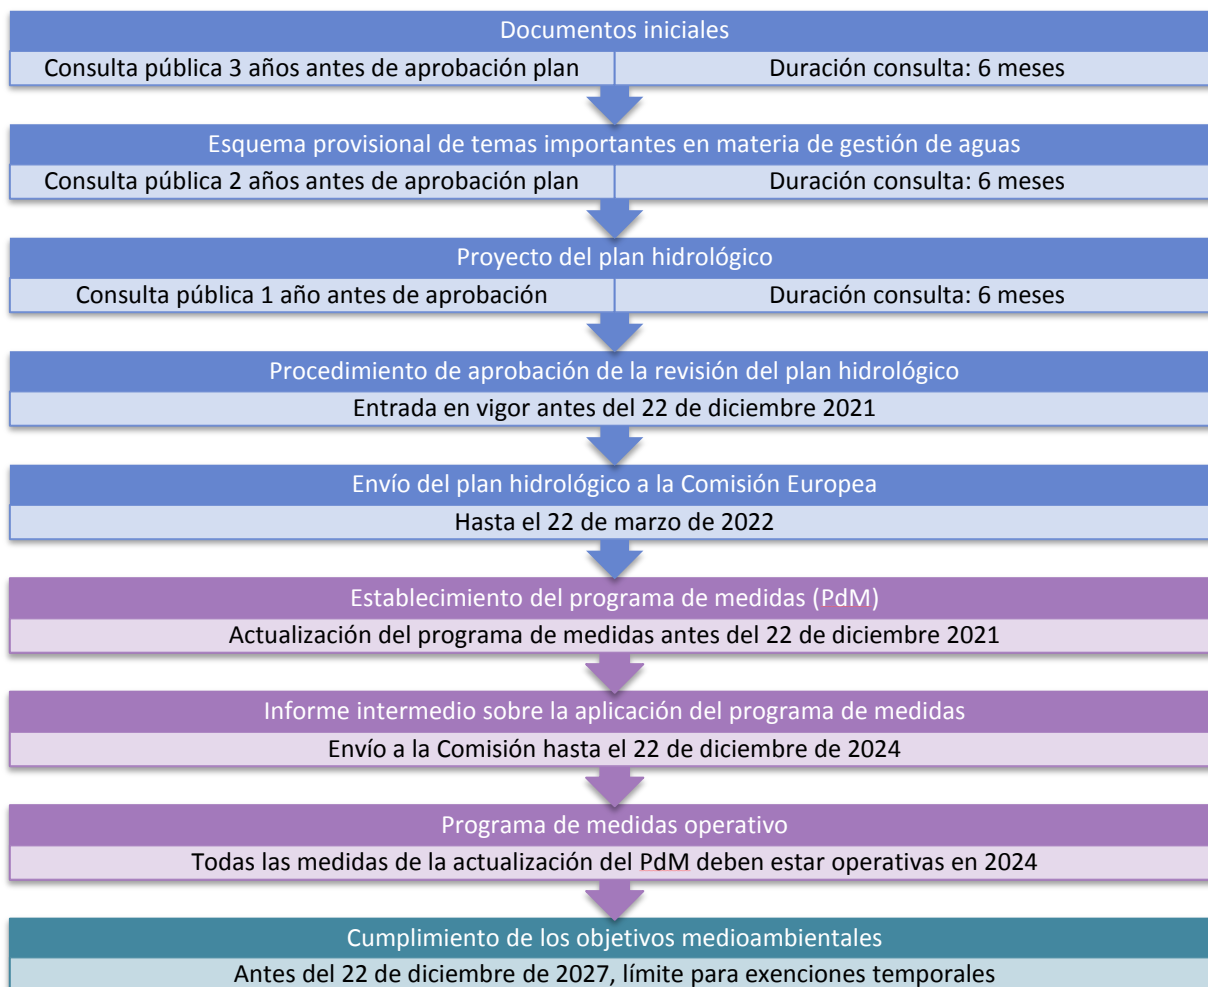 Documentos iniciales
Consulta pública 3 años antes de aprobación plan
Duración consulta: 6 meses
Esquema provisional de temas importantes en materia de gestión de aguas
Consulta pública 2 años antes de aprobación plan
Duración consulta: 6 meses
Proyecto del plan hidrológico
Consulta pública 1 año antes de aprobación
Duración consulta: 6 meses
Procedimiento de aprobación de la revisión del plan hidrológico
Entrada en vigor antes del 22 de diciembre 2021
Envío del plan hidrológico a la Comisión Europea
Hasta el 22 de marzo de 2022
Establecimiento del programa de medidas (PdM)
Actualización del programa de medidas antes del 22 de diciembre 2021
Informe intermedio sobre la aplicación del programa de medidas
Envío a la Comisión hasta el 22 de diciembre de 2024
Programa de medidas operativo
Todas las medidas de la actualización del PdM deben estar operativas en 2024
Cumplimiento de los objetivos medioambientales
Antes del 22 de diciembre de 2027, límite para exenciones temporales